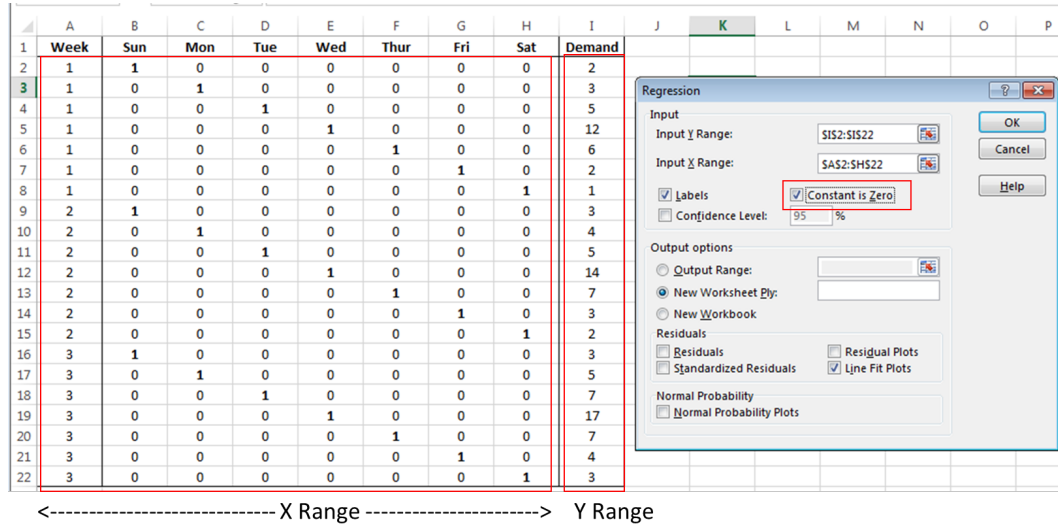 A B C D E F G H I J K L M N O P
1 Week Sun Mon Tue Wed Thur Fri Sat Demand
2 1 1 0 0 0 0 0 0 2
3 1 0 1 0 0 0 0 0 3
4 1 0 0 1 0 0 0 0 5
5 1 0 0 0 1 0 0 0 12
6 1 0 0 0 0 1 0 0 6
7 1 0 0 0 0 0 1 0 2
8 1 0 0 0 0 0 0 1 1
9 2 1 0 0 0 0 0 0 3
10 2 0 1 0 0 0 0 0 4
11 2 0 0 1 0 0 0 0 5
12 2 0 0 0 1 0 0 0 14
13 2 0 0 0 0 1 0 0 7
14 2 0 0 0 0 0 1 0 3
15 2 0 0 0 0 0 0 1 2
16 3 1 0 0 0 0 0 0 3
17 3 0 1 0 0 0 0 0 5
18 3 0 0 1 0 0 0 0 7
19 3 0 0 0 1 0 0 0 17
20 3 0 0 0 0 1 0 0 7
21 3 0 0 0 0 0 1 0 4
22 3 0 0 0 0 0 0 1 3
Regression
Input
Input Y Range: $I$2:$I$22
Input X Range: $A$2:$H$22
Labels Constant is Zero
Confidence Level: 95 %
OK
Cancel
Help
Output options
Output Range:
New Worksheet Ply:
New Workbook
Residuals
Residuals Residual Plots
Standardized Residuals Line Fit Plots
Normal Probability
Normal Probability Plots
<----------------------------- X Range -----------------------> Y Range